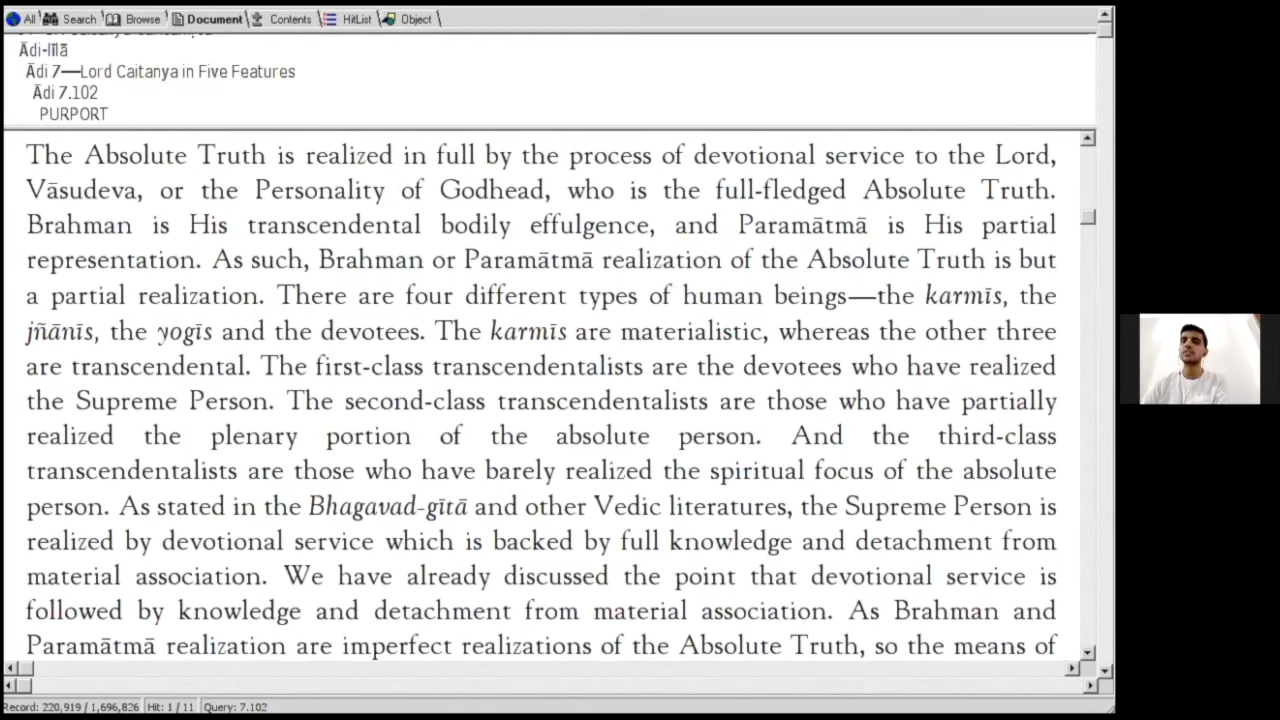 All Search Browse Document Contents HitList Object
Ādi-līlā
Ādi 7—Lord Caitanya in Five Features
Ādi 7.102
PURPORT
The Absolute Truth is realized in full by the process of devotional service to the Lord,
Vāsudeva, or the Personality of Godhead, who is the full-fledged Absolute Truth.
Brahman is His transcendental bodily effulgence, and Paramātmā is His partial
representation. As such, Brahman or Paramātmā realization of the Absolute Truth is but
a partial realization. There are four different types of human beings—the karmīs, the
jñānīs, the yogīs and the devotees. The karmīs are materialistic, whereas the other three
are transcendental. The first-class transcendentalists are the devotees who have realized
the Supreme Person. The second-class transcendentalists are those who have partially
realized the plenary portion of the absolute person. And the third-class
transcendentalists are those who have barely realized the spiritual focus of the absolute
person. As stated in the Bhagavad-gītā and other Vedic literatures, the Supreme Person is
realized by devotional service which is backed by full knowledge and detachment from
material association. We have already discussed the point that devotional service is
followed by knowledge and detachment from material association. As Brahman and
Paramātmā realization are imperfect realizations of the Absolute Truth, so the means of
Record: 220,919 / 1,696,826 Hit: 1 / 11 Query: 7.102